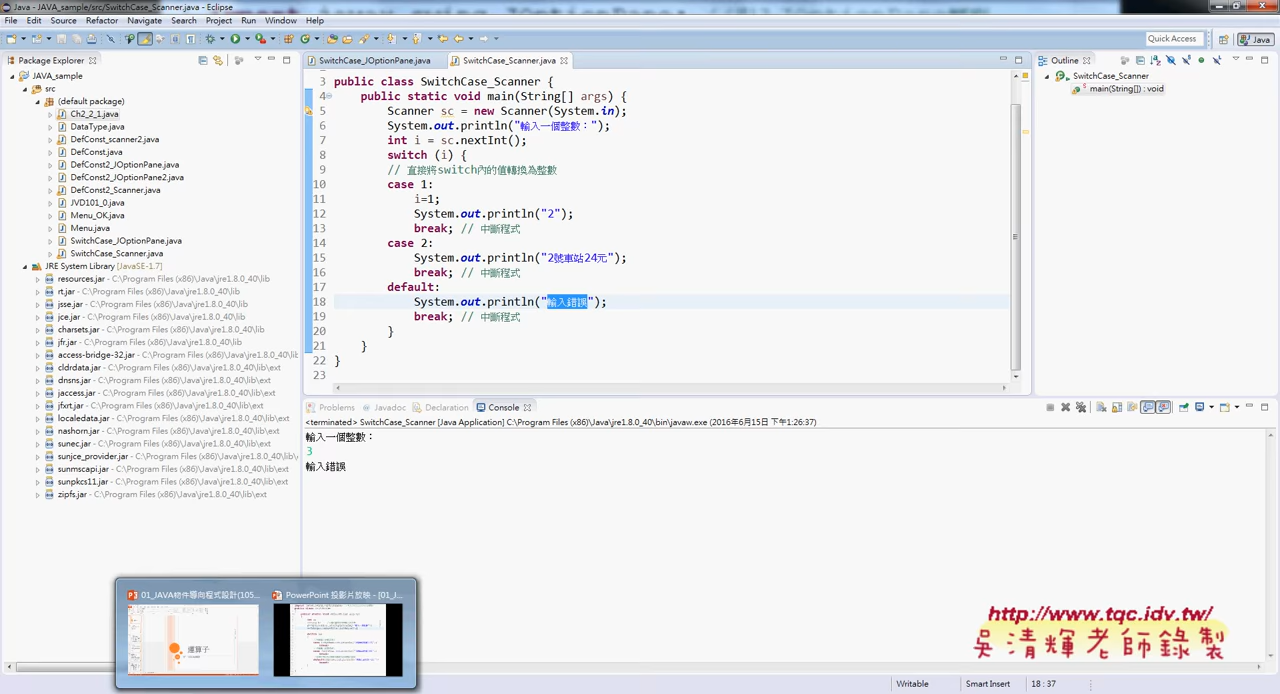 Java - JAVA_sample/src/SwitchCase_Scanner.java - Eclipse
File Edit Source Refactor Navigate Search Project Run Window Help
Quick Access
Java
Package Explorer
JAVA_sample
src
(default package)
Ch2_2_1.java
DataType.java
DefConst_scanner2.java
DefConst.java
DefConst2_JOptionPane.java
DefConst2_JOptionPane2.java
DefConst2_Scanner.java
JVD101_0.java
Menu_OK.java
Menu.java
SwitchCase_JOptionPane.java
SwitchCase_Scanner.java
JRE System Library [JavaSE-1.7]
resources.jar - C:\Program Files (x86)\Java\jre1.8.0_40\lib
rt.jar - C:\Program Files (x86)\Java\jre1.8.0_40\lib
jsse.jar - C:\Program Files (x86)\Java\jre1.8.0_40\lib
jce.jar - C:\Program Files (x86)\Java\jre1.8.0_40\lib
charsets.jar - C:\Program Files (x86)\Java\jre1.8.0_40\lib
jfr.jar - C:\Program Files (x86)\Java\jre1.8.0_40\lib
access-bridge-32.jar - C:\Program Files (x86)\Java\jre1.8.0_40\lib
cldrdata.jar - C:\Program Files (x86)\Java\jre1.8.0_40\lib\ext
dnsns.jar - C:\Program Files (x86)\Java\jre1.8.0_40\lib\ext
jaccess.jar - C:\Program Files (x86)\Java\jre1.8.0_40\lib\ext
jfxrt.jar - C:\Program Files (x86)\Java\jre1.8.0_40\lib\ext
localedata.jar - C:\Program Files (x86)\Java\jre1.8.0_40\lib\ext
nashorn.jar - C:\Program Files (x86)\Java\jre1.8.0_40\lib\ext
sunec.jar - C:\Program Files (x86)\Java\jre1.8.0_40\lib\ext
sunjce_provider.jar - C:\Program Files (x86)\Java\jre1.8.0_40\lib\ext
sunmscapi.jar - C:\Program Files (x86)\Java\jre1.8.0_40\lib\ext
sunpkcs11.jar - C:\Program Files (x86)\Java\jre1.8.0_40\lib\ext
zipfs.jar - C:\Program Files (x86)\Java\jre1.8.0_40\lib\ext
SwitchCase_JOptionPane.java SwitchCase_Scanner.java
3 public class SwitchCase_Scanner {
4 public static void main(String[] args) {
5 Scanner sc = new Scanner(System.in);
6 System.out.println("輸入一個整數：");
7 int i = sc.nextInt();
8 switch (i) {
9 // 直接將switch內的值轉換為整數
10 case 1:
11 i=1;
12 System.out.println("2");
13 break; // 中斷程式
14 case 2:
15 System.out.println("2號車站24元");
16 break; // 中斷程式
17 default:
18 System.out.println("輸入錯誤");
19 break; // 中斷程式
20 }
21 }
22 }
23
Outline
SwitchCase_Scanner
main(String[]) : void
Problems Javadoc Declaration Console
<terminated> SwitchCase_Scanner [Java Application] C:\Program Files (x86)\Java\jre1.8.0_40\bin\javaw.exe (2016年6月15日 下午1:26:37)
輸入一個整數：
3
輸入錯誤
01_JAVA物件導向程式設計(105...
PowerPoint 投影片放映 - [01_J...
運算子
http://www.tqc.idv.tw/
吳清輝老師錄製
Writable Smart Insert 18 : 37